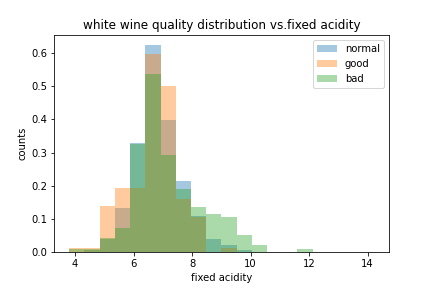 white wine quality distribution vs.fixed acidity
normal
good
bad
counts
0.6
0.5
0.4
0.3
0.2
0.1
0.0
4 6 8 10 12 14
fixed acidity